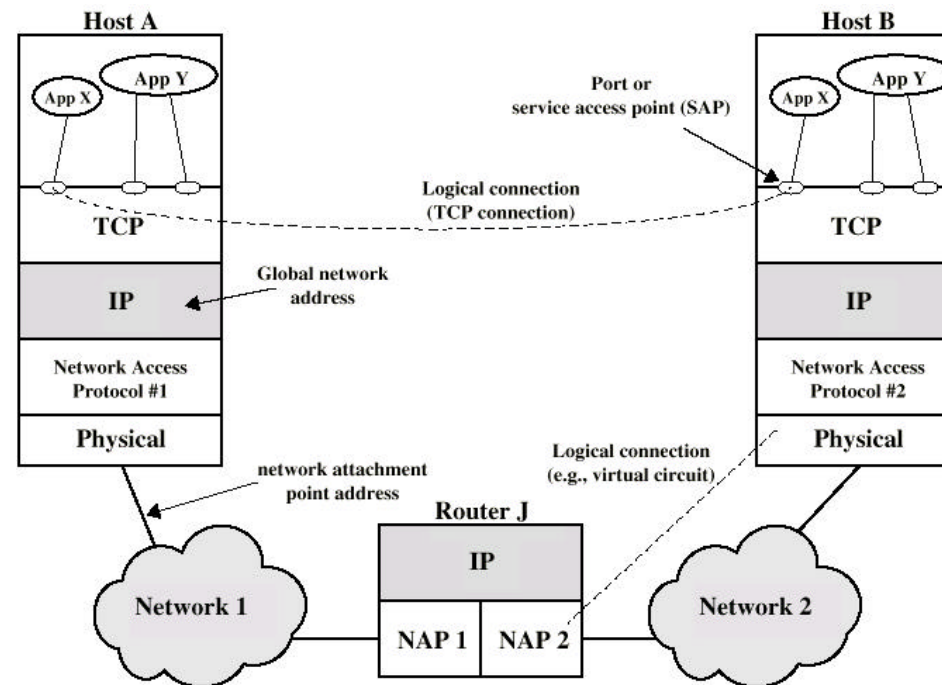 Host A
App X
App Y
TCP
IP
Network Access
Protocol #1
Physical
Host B
App X
App Y
TCP
IP
Network Access
Protocol #2
Physical
Port or
service access point (SAP)
Logical connection
(TCP connection)
Global network
address
network attachment
point address
Logical connection
(e.g., virtual circuit)
Router J
IP
NAP 1
NAP 2
Network 1
Network 2